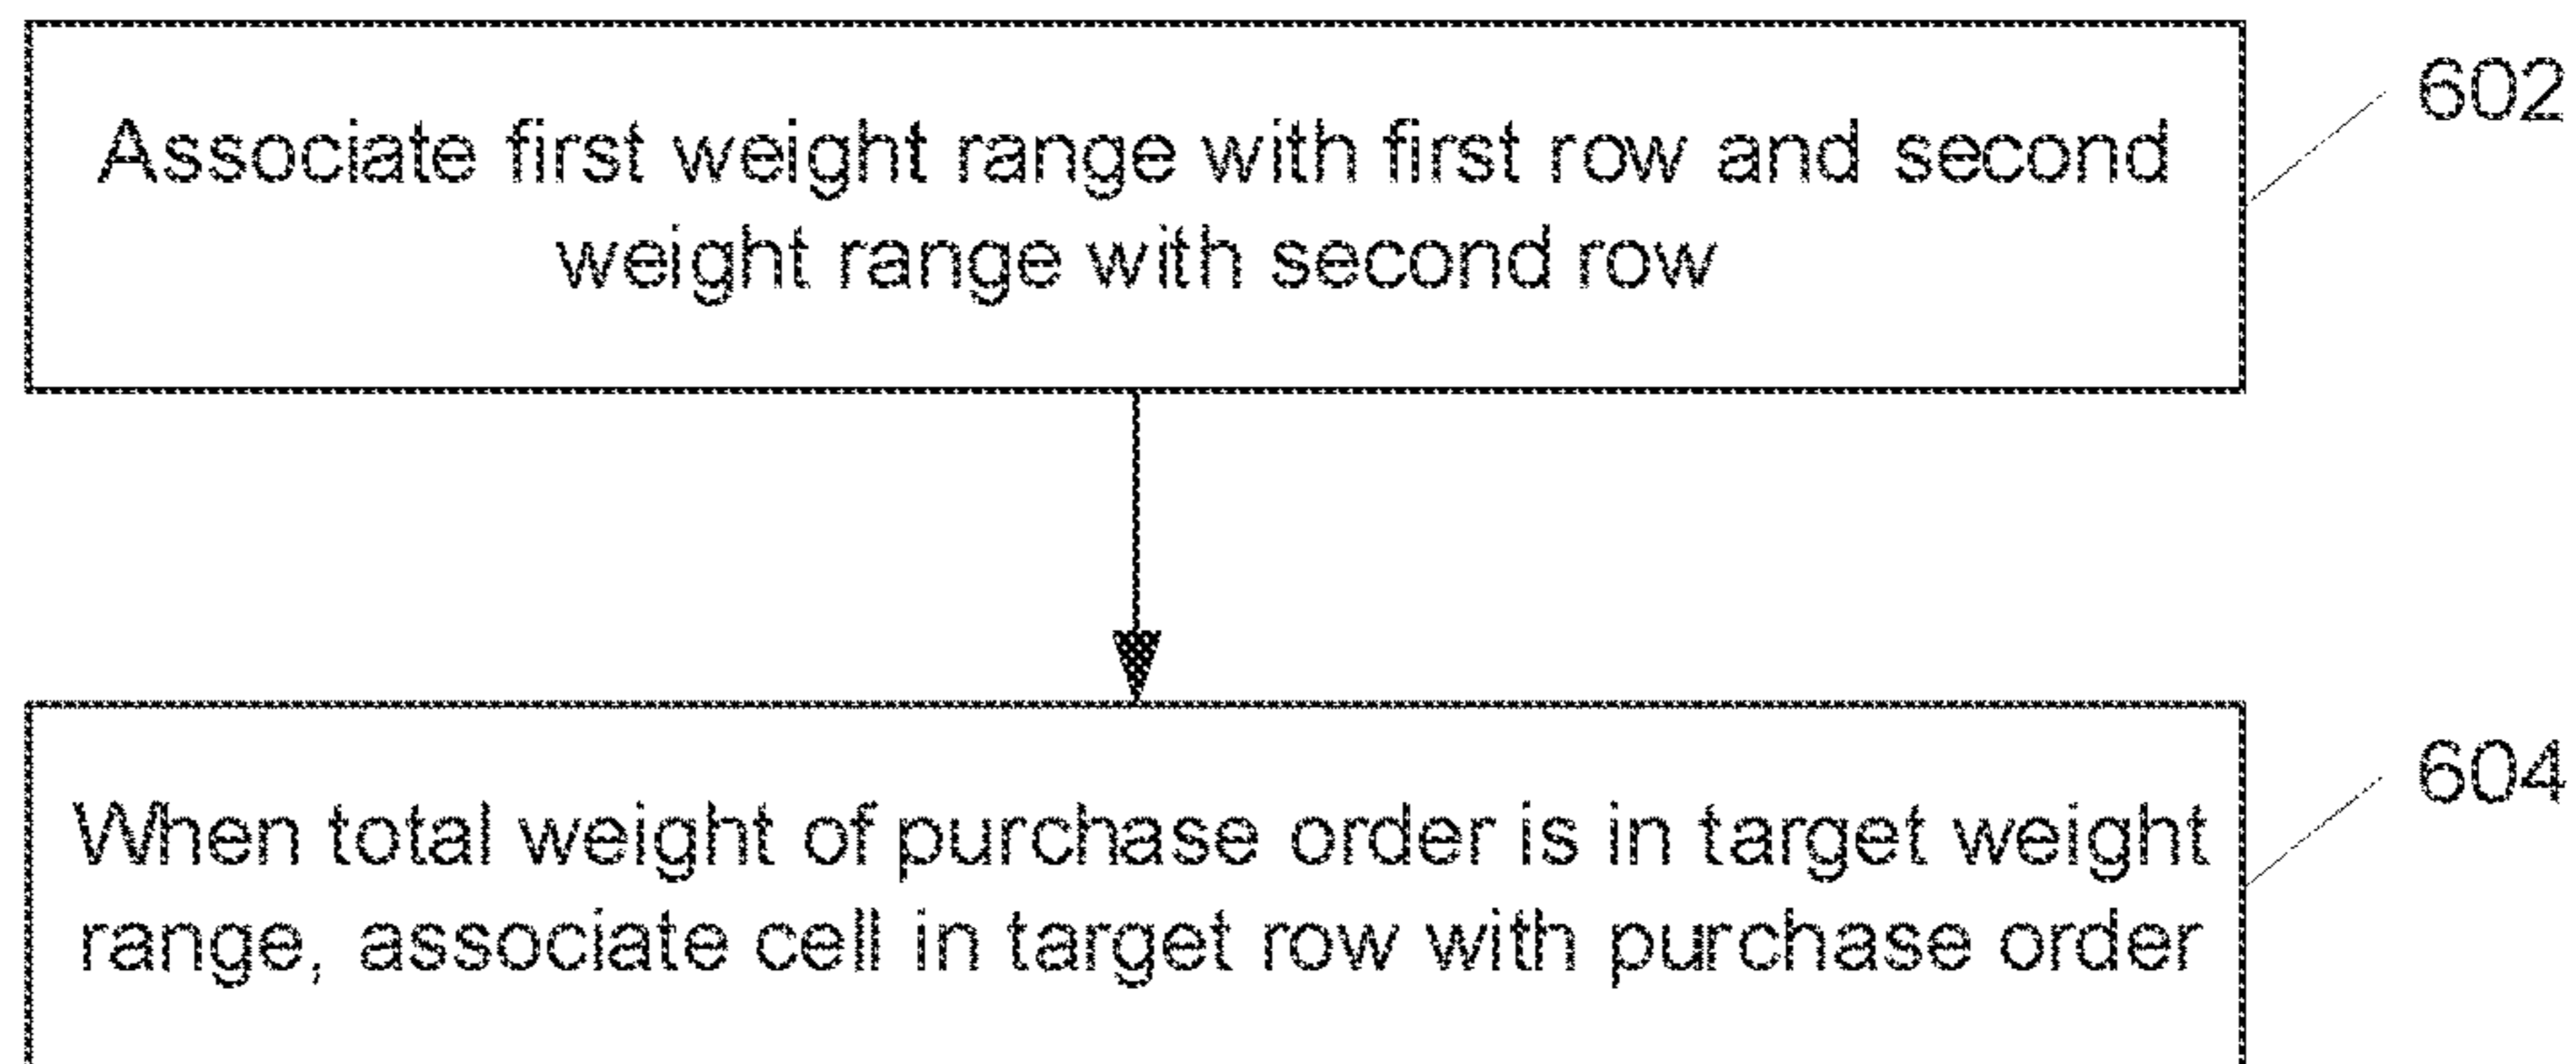 602
Associate first weight range with first row and second
weight range with second row
604
When total weight of purchase order is in target weight
range, associate cell in target row with purchase order